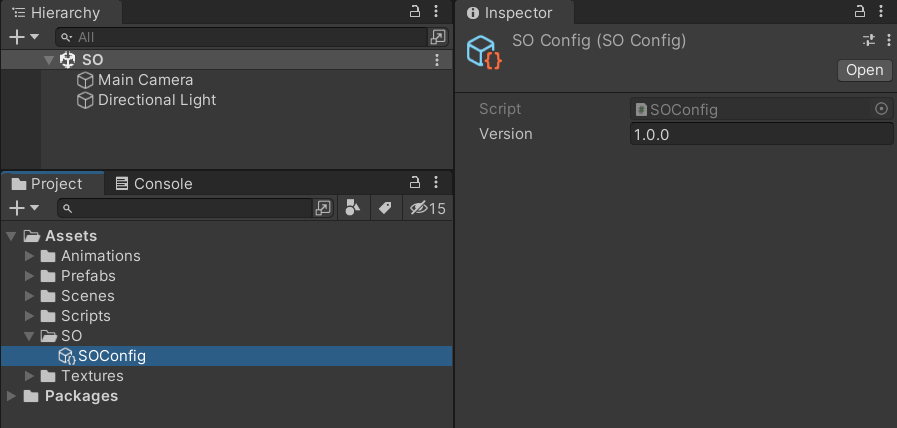 Hierarchy
All
SO
Main Camera
Directional Light
Project
Console
15
Assets
Animations
Prefabs
Scenes
Scripts
SO
SOConfig
Textures
Packages
Inspector
SO Config (SO Config)
Open
Script
SOConfig
Version
1.0.0